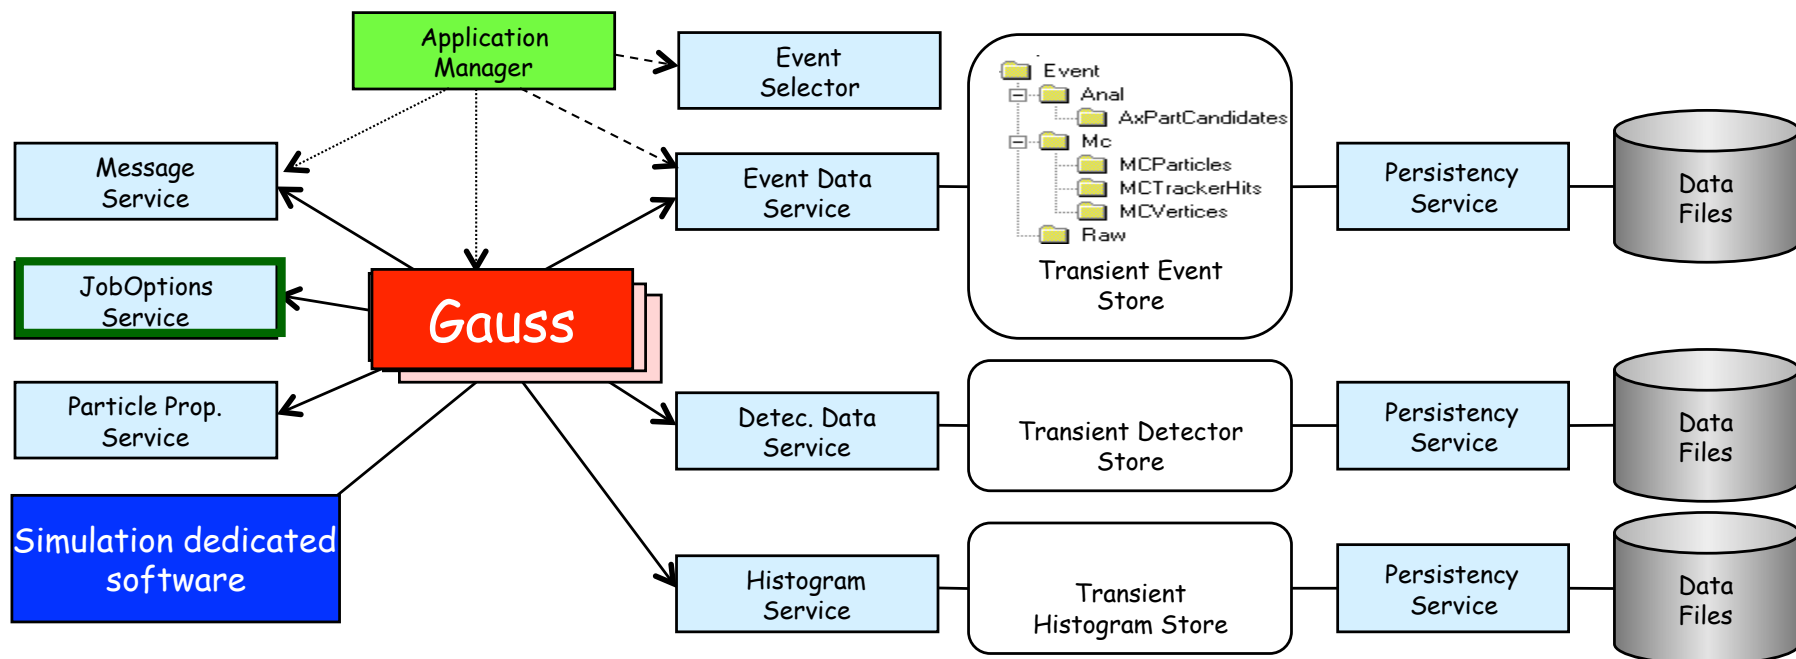 Application
Manager
Event
Selector
Event
Anal
AxPartCandidates
Mc
MCParticles
MCTrackerHits
MCVertices
Raw
Transient Event
Store
Message
Service
Event Data
Service
Persistency
Service
Data
Files
JobOptions
Service
Gauss
Particle Prop.
Service
Detec. Data
Service
Transient Detector
Store
Persistency
Service
Data
Files
Simulation dedicated
software
Histogram
Service
Transient
Histogram Store
Persistency
Service
Data
Files